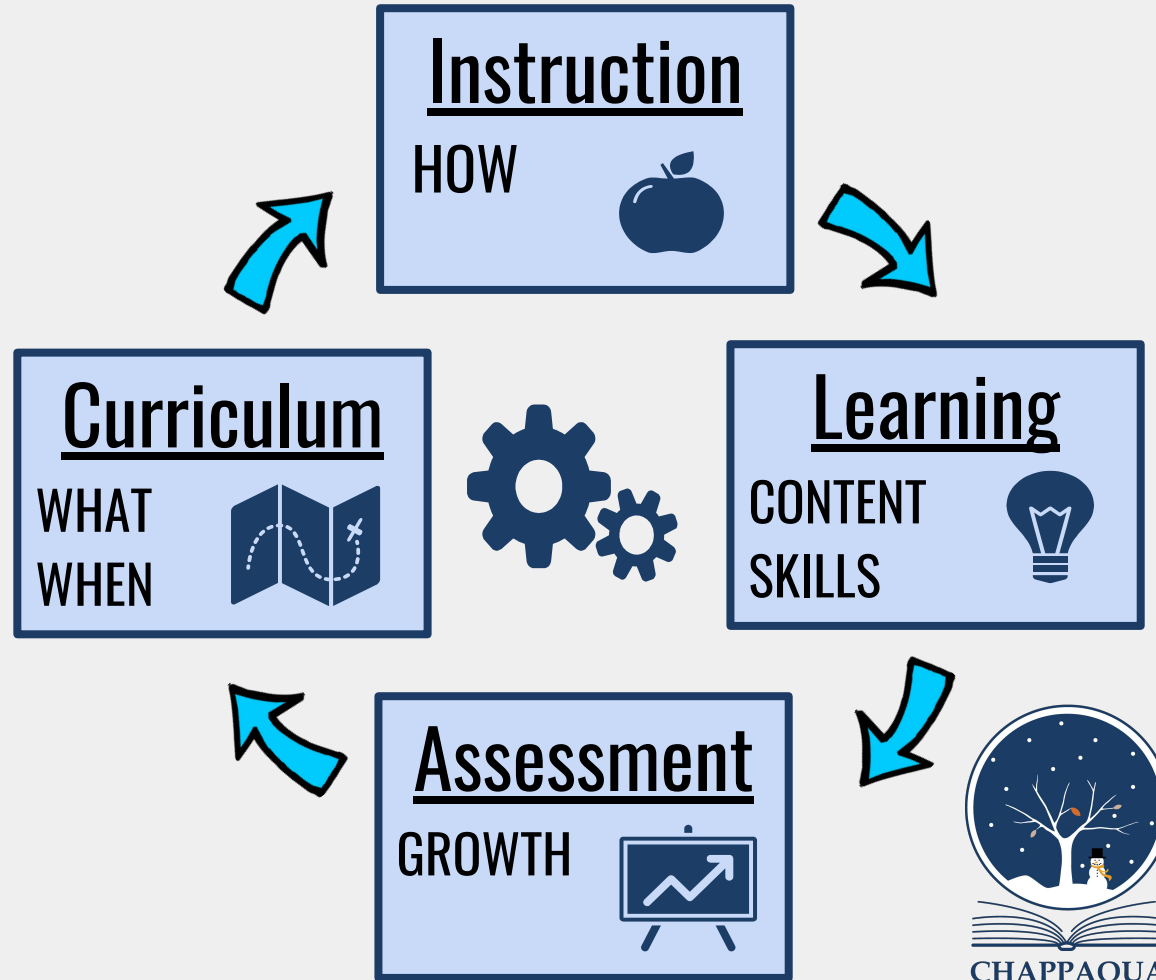 Instruction
HOW
Curriculum
WHAT
WHEN
Learning
CONTENT
SKILLS
Assessment
GROWTH
CHAPPAQUA